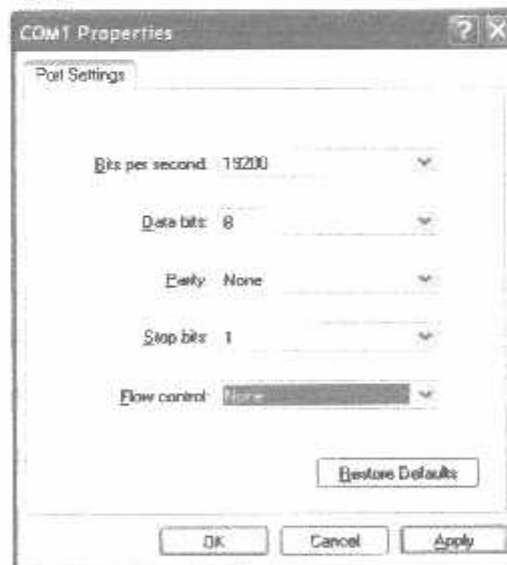 COM1 Properties
Port Settings
Bits per second: 19200
Data bits: 8
Parity: None
Stop bits: 1
Flow control: None
Restore Defaults
OK
Cancel
Apply